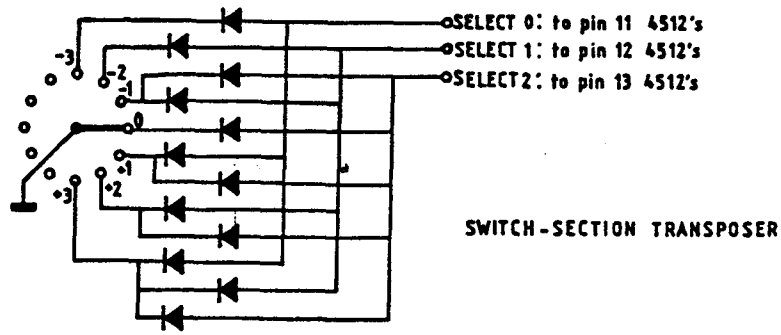 SELECT 0: to pin 11 4512's
-3
SELECT 1: to pin 12 4512's
-2
SELECT 2: to pin 13 4512's
-1
0
+1
+2
+3
SWITCH-SECTION TRANSPOSER